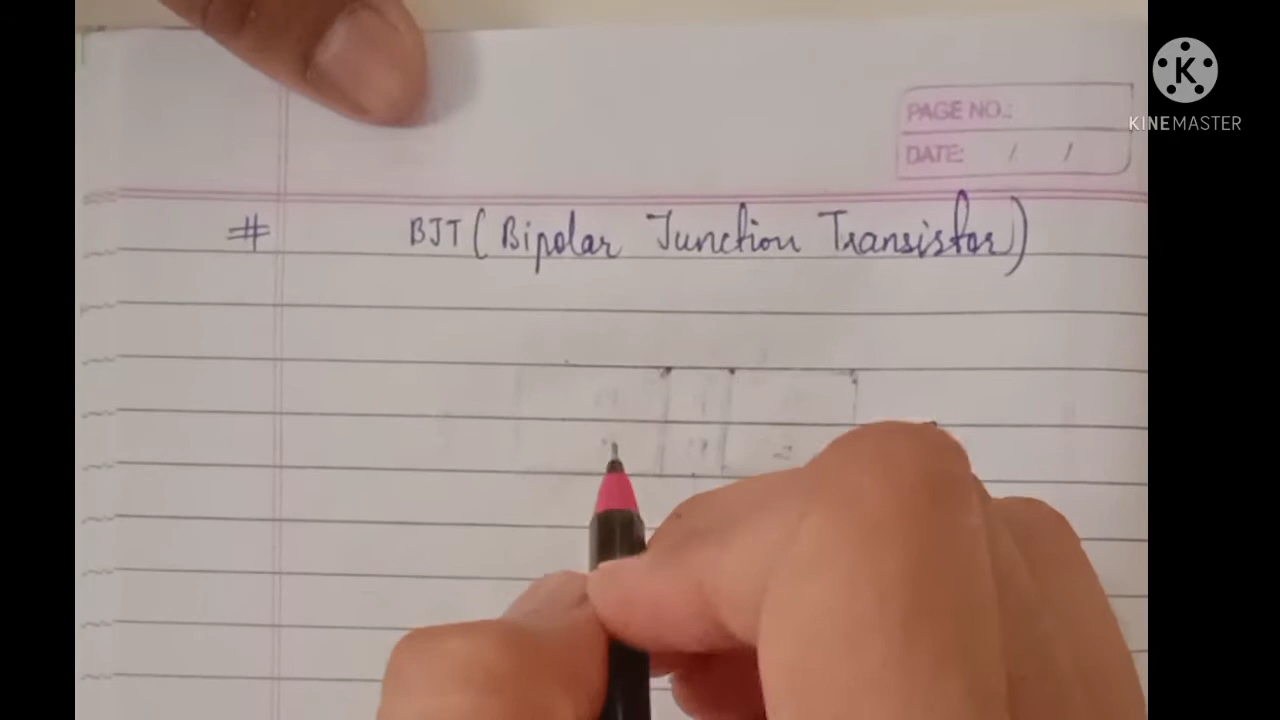 PAGE NO.:
DATE: / /
KINEMASTER
# BJT (Bipolar Junction Transistor)